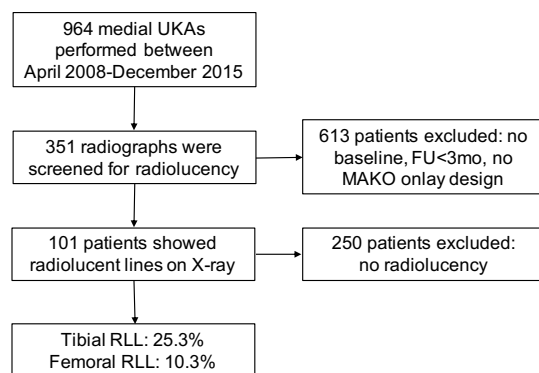 964 medial UKAs
performed between
April 2008-December 2015
351 radiographs were
screened for radiolucency
613 patients excluded: no
baseline, FU<3mo, no
MAKO onlay design
101 patients showed
radiolucent lines on X-ray
250 patients excluded:
no radiolucency
Tibial RLL: 25.3%
Femoral RLL: 10.3%